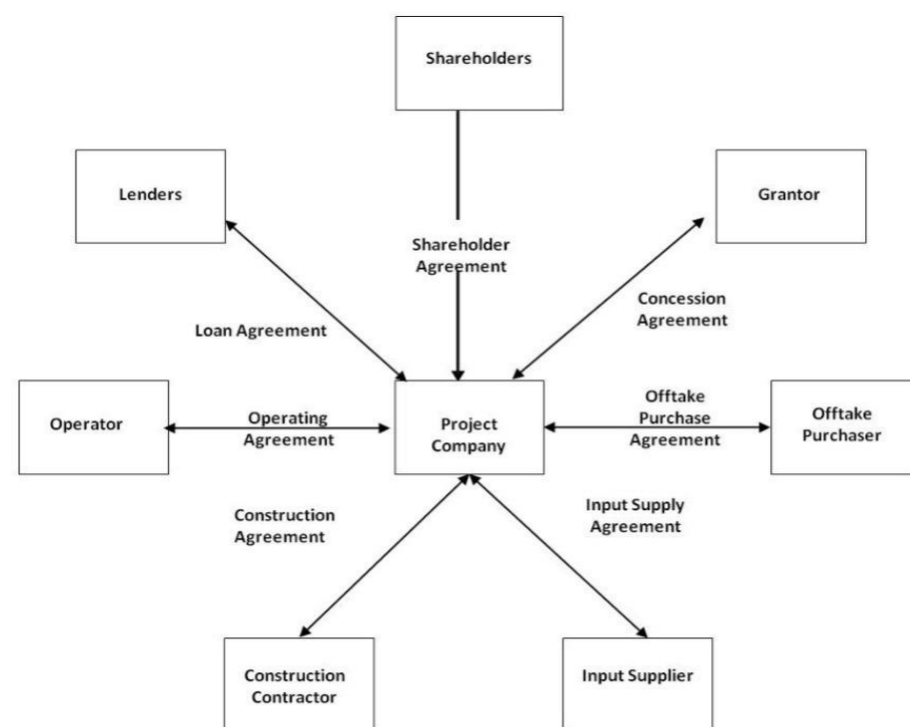 Shareholders
Lenders
Grantor
Shareholder
Agreement
Concession
Agreement
Loan Agreement
Operator
Operating
Agreement
Project
Company
Offtake
Purchase
Agreement
Offtake
Purchaser
Construction
Agreement
Input Supply
Agreement
Construction
Contractor
Input Supplier